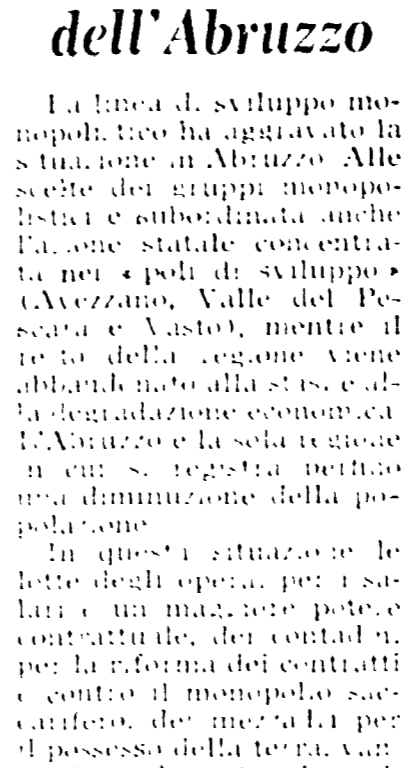 dell'Abruzzo
La linea di sviluppo mo-
nopolistico ha aggravato la
situazione in Abruzzo Alle
scelte dei gruppi monopo-
listici è subordinata anche
l'azione statale concentra-
ta nei « poli di sviluppo »
(Avezzano, Valle del Pe-
scara e Vasto), mentre il
resto della regione viene
abbandonato alla stasi e al-
la degradazione economica
L'Abruzzo è la sola regione
in cui si registra perfino
una diminuzione della po-
polazione
In questa situazione le
lotte degli operai per i sa-
lari e un maggiore potere
contrattuale, dei contadini
per la riforma dei contratti
e contro il monopolio sac-
carifero, dei mezzadri per
il possesso della terra, van-